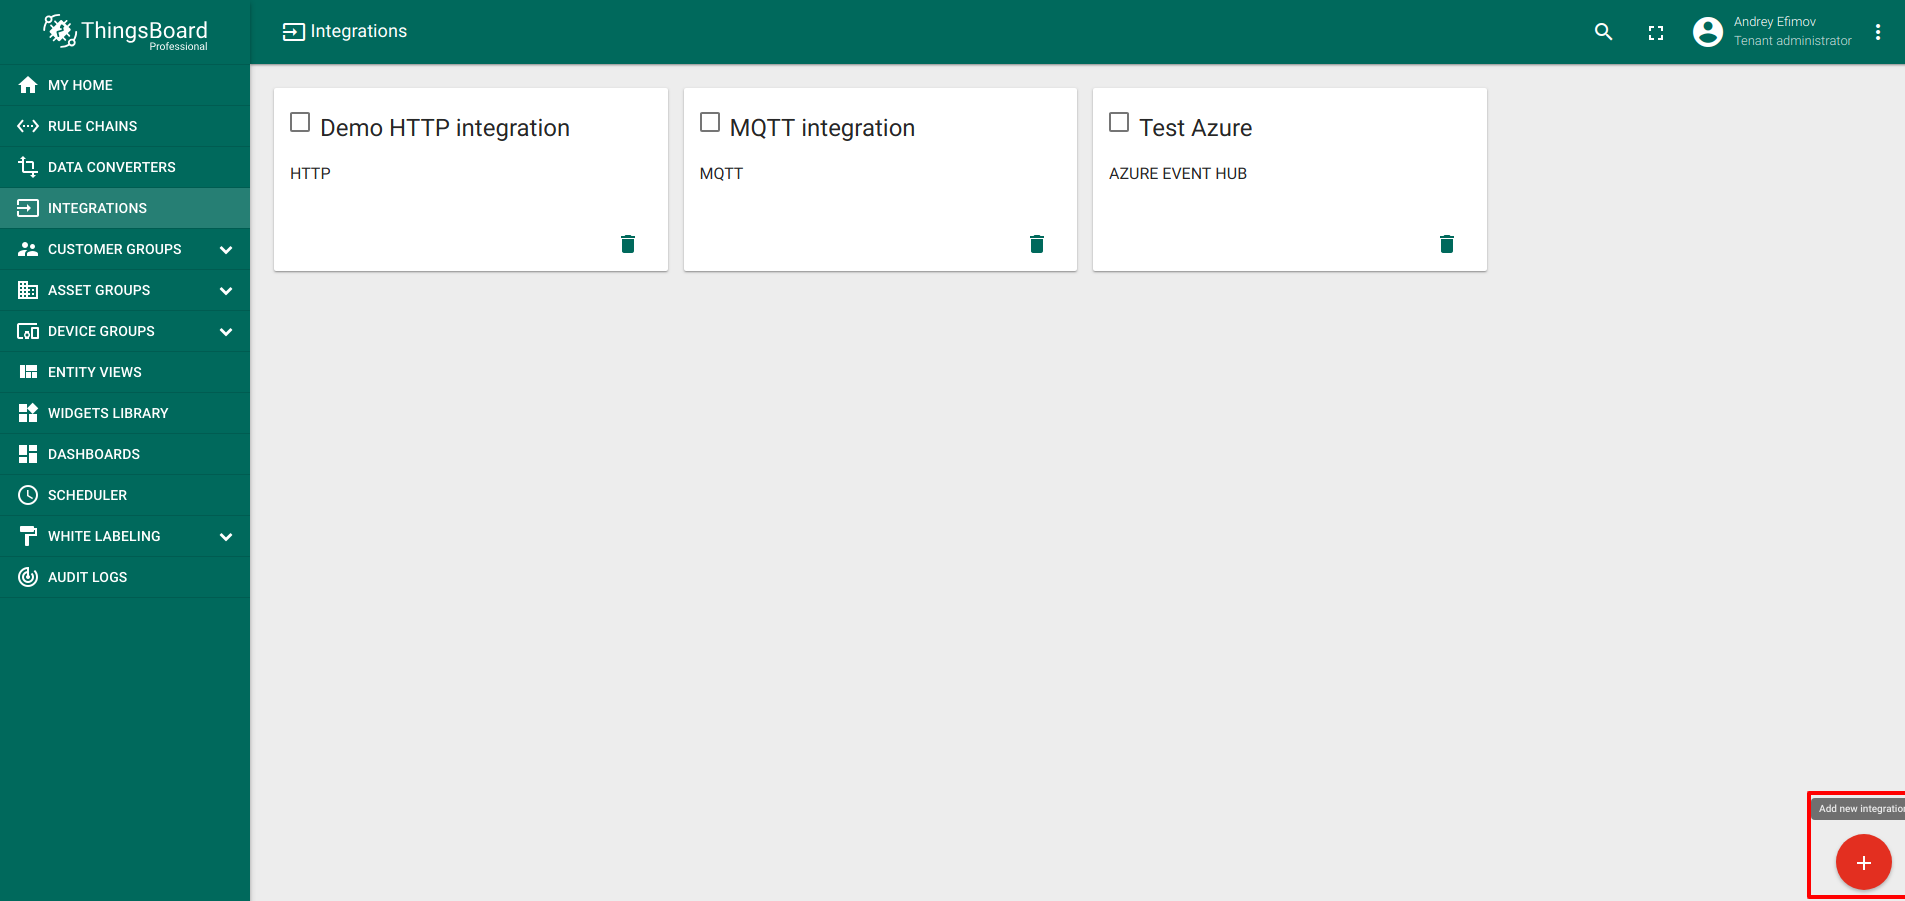 ThingsBoard
Professional
Integrations
Andrey Efimov
Tenant administrator
MY HOME
RULE CHAINS
DATA CONVERTERS
INTEGRATIONS
CUSTOMER GROUPS
ASSET GROUPS
DEVICE GROUPS
ENTITY VIEWS
WIDGETS LIBRARY
DASHBOARDS
SCHEDULER
WHITE LABELING
AUDIT LOGS
Demo HTTP integration
HTTP
MQTT integration
MQTT
Test Azure
AZURE EVENT HUB
Add new integration